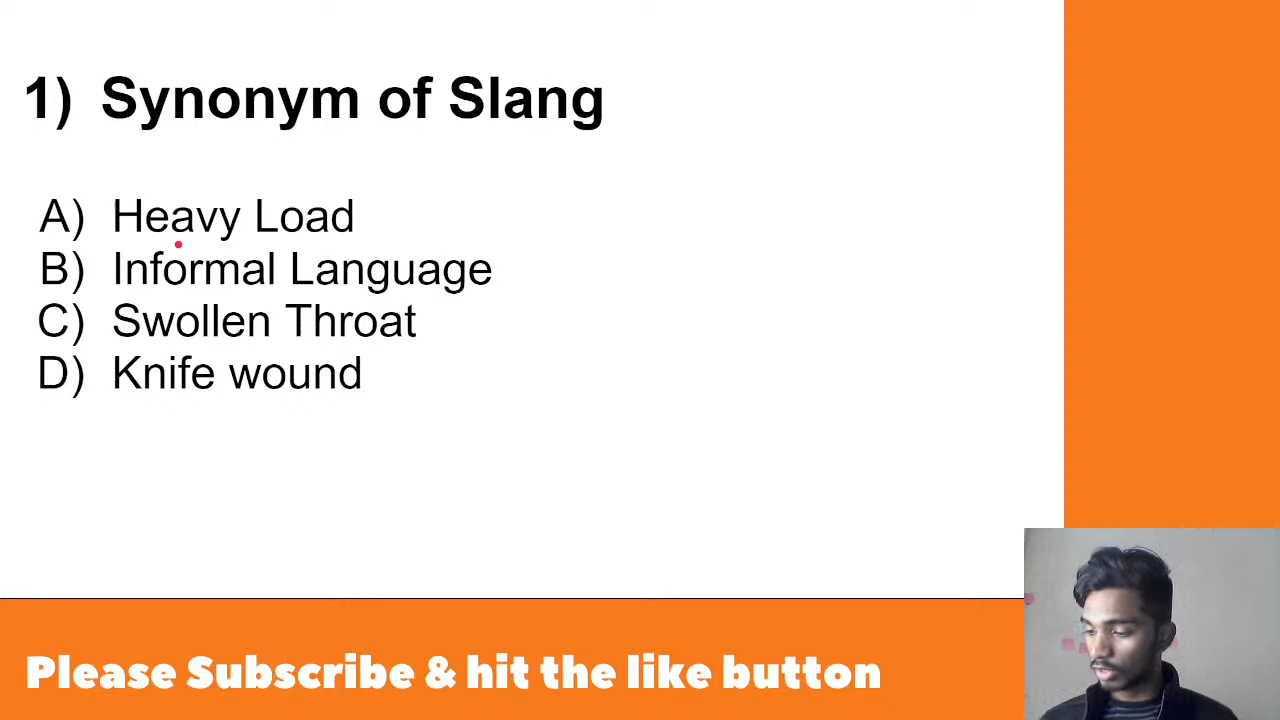 1) Synonym of Slang
A) Heavy Load
B) Informal Language
C) Swollen Throat
D) Knife wound
Please Subscribe & hit the like button